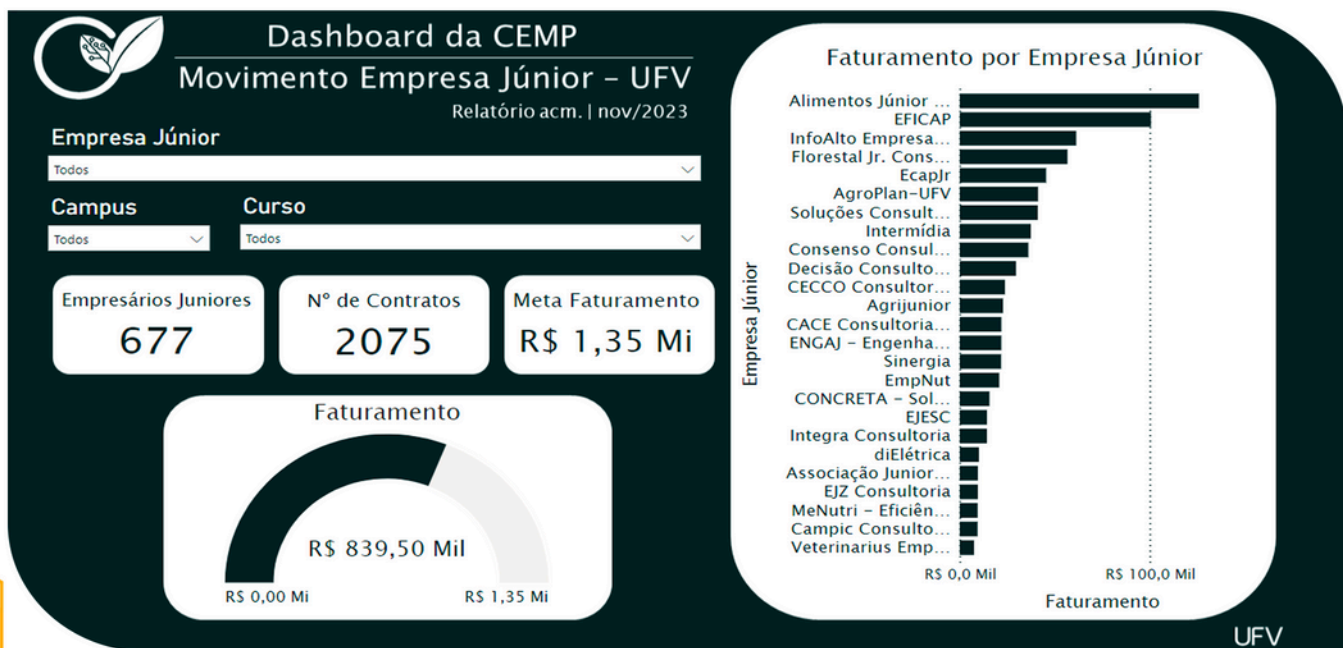 Dashboard da CEMP
Movimento Empresa Júnior – UFV
Relatório acm. | nov/2023
Empresa Júnior
Todos
Campus
Curso
Todos
Todos
Empresários Juniores
677
Nº de Contratos
2075
Meta Faturamento
R$ 1,35 Mi
Faturamento
R$ 839,50 Mil
R$ 0,00 Mi
R$ 1,35 Mi
Faturamento por Empresa Júnior
Empresa Júnior
Alimentos Júnior ...
EFICAP
InfoAlto Empresa...
Florestal Jr. Cons...
EcapJr
AgroPlan-UFV
Soluções Consult...
Intermídia
Consenso Consul...
Decisão Consulto...
CECCO Consultor...
Agrijunior
CACE Consultoria...
ENGAJ – Engenha...
Sinergia
EmpNut
CONCRETA – Sol...
EJESC
Integra Consultoria
diElétrica
Associação Junior...
EJZ Consultoria
MeNutri – Eficiên...
Campic Consulto...
Veterinarius Emp...
R$ 0,0 Mil
R$ 100,0 Mil
Faturamento
UFV